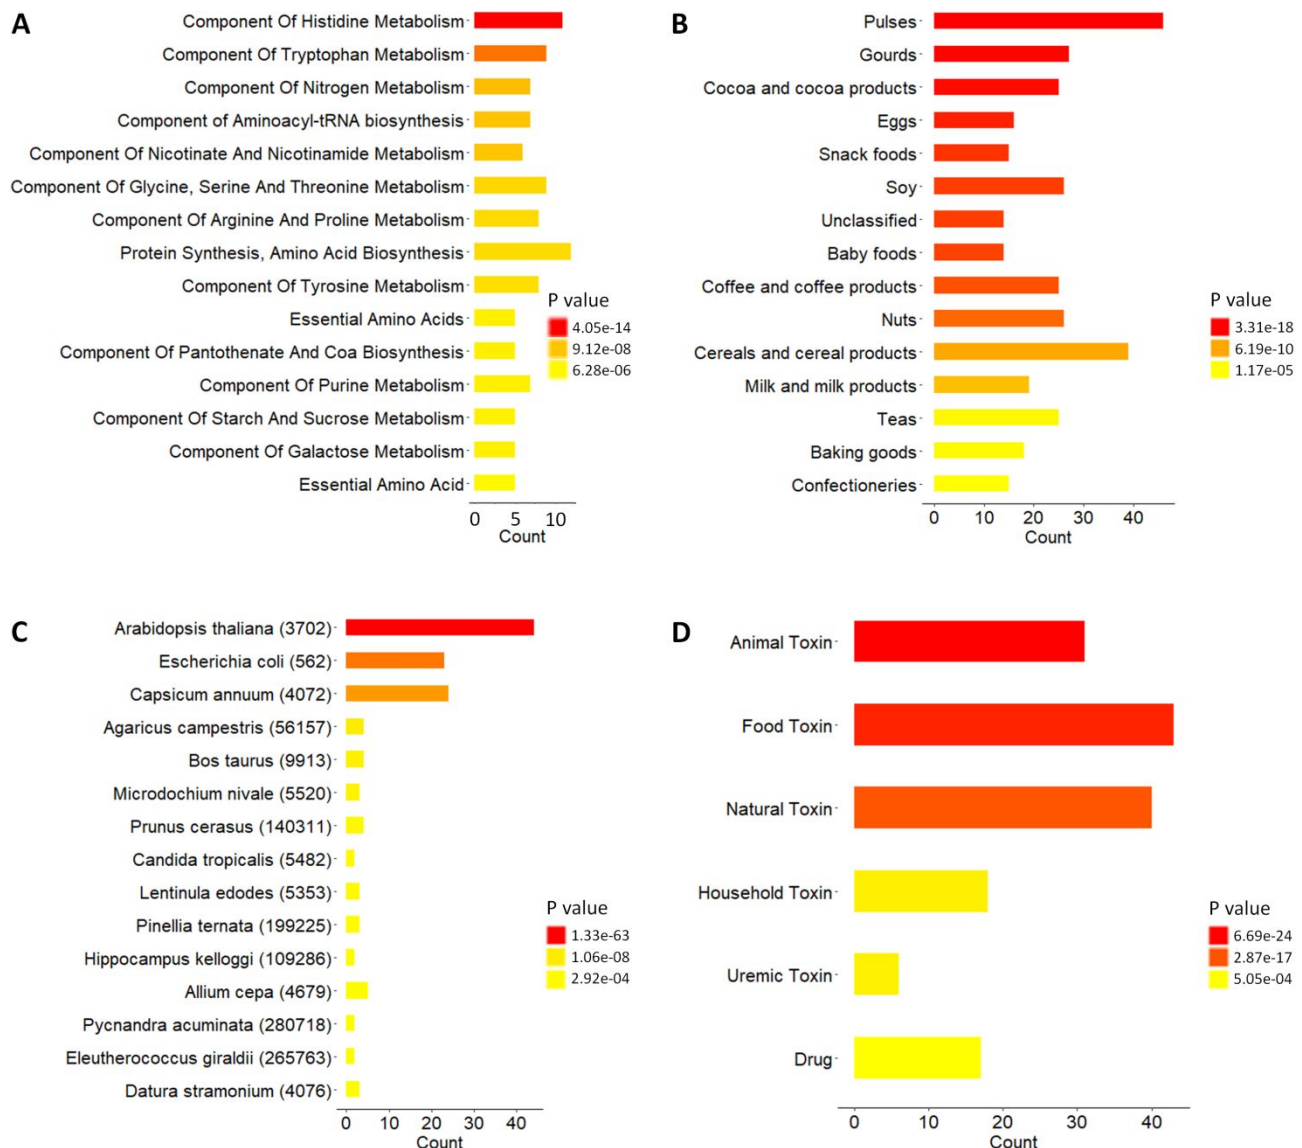 A
Component Of Histidine Metabolism
Component Of Tryptophan Metabolism
Component Of Nitrogen Metabolism
Component of Aminoacyl-tRNA biosynthesis
Component Of Nicotinate And Nicotinamide Metabolism
Component Of Glycine, Serine And Threonine Metabolism
Component Of Arginine And Proline Metabolism
Protein Synthesis, Amino Acid Biosynthesis
Component Of Tyrosine Metabolism
Essential Amino Acids
Component Of Pantothenate And Coa Biosynthesis
Component Of Purine Metabolism
Component Of Starch And Sucrose Metabolism
Component Of Galactose Metabolism
Essential Amino Acid
0 5 10
Count
P value
4.05e-14
9.12e-08
6.28e-06
B
Pulses
Gourds
Cocoa and cocoa products
Eggs
Snack foods
Soy
Unclassified
Baby foods
Coffee and coffee products
Nuts
Cereals and cereal products
Milk and milk products
Teas
Baking goods
Confectioneries
0 10 20 30 40
Count
P value
3.31e-18
6.19e-10
1.17e-05
C
Arabidopsis thaliana (3702)
Escherichia coli (562)
Capsicum annuum (4072)
Agaricus campestris (56157)
Bos taurus (9913)
Microdochium nivale (5520)
Prunus cerasus (140311)
Candida tropicalis (5482)
Lentinula edodes (5353)
Pinellia ternata (199225)
Hippocampus kelloggi (109286)
Allium cepa (4679)
Pycnandra acuminata (280718)
Eleutherococcus giraldii (265763)
Datura stramonium (4076)
0 10 20 30 40
Count
P value
1.33e-63
1.06e-08
2.92e-04
D
Animal Toxin
Food Toxin
Natural Toxin
Household Toxin
Uremic Toxin
Drug
0 10 20 30 40
Count
P value
6.69e-24
2.87e-17
5.05e-04